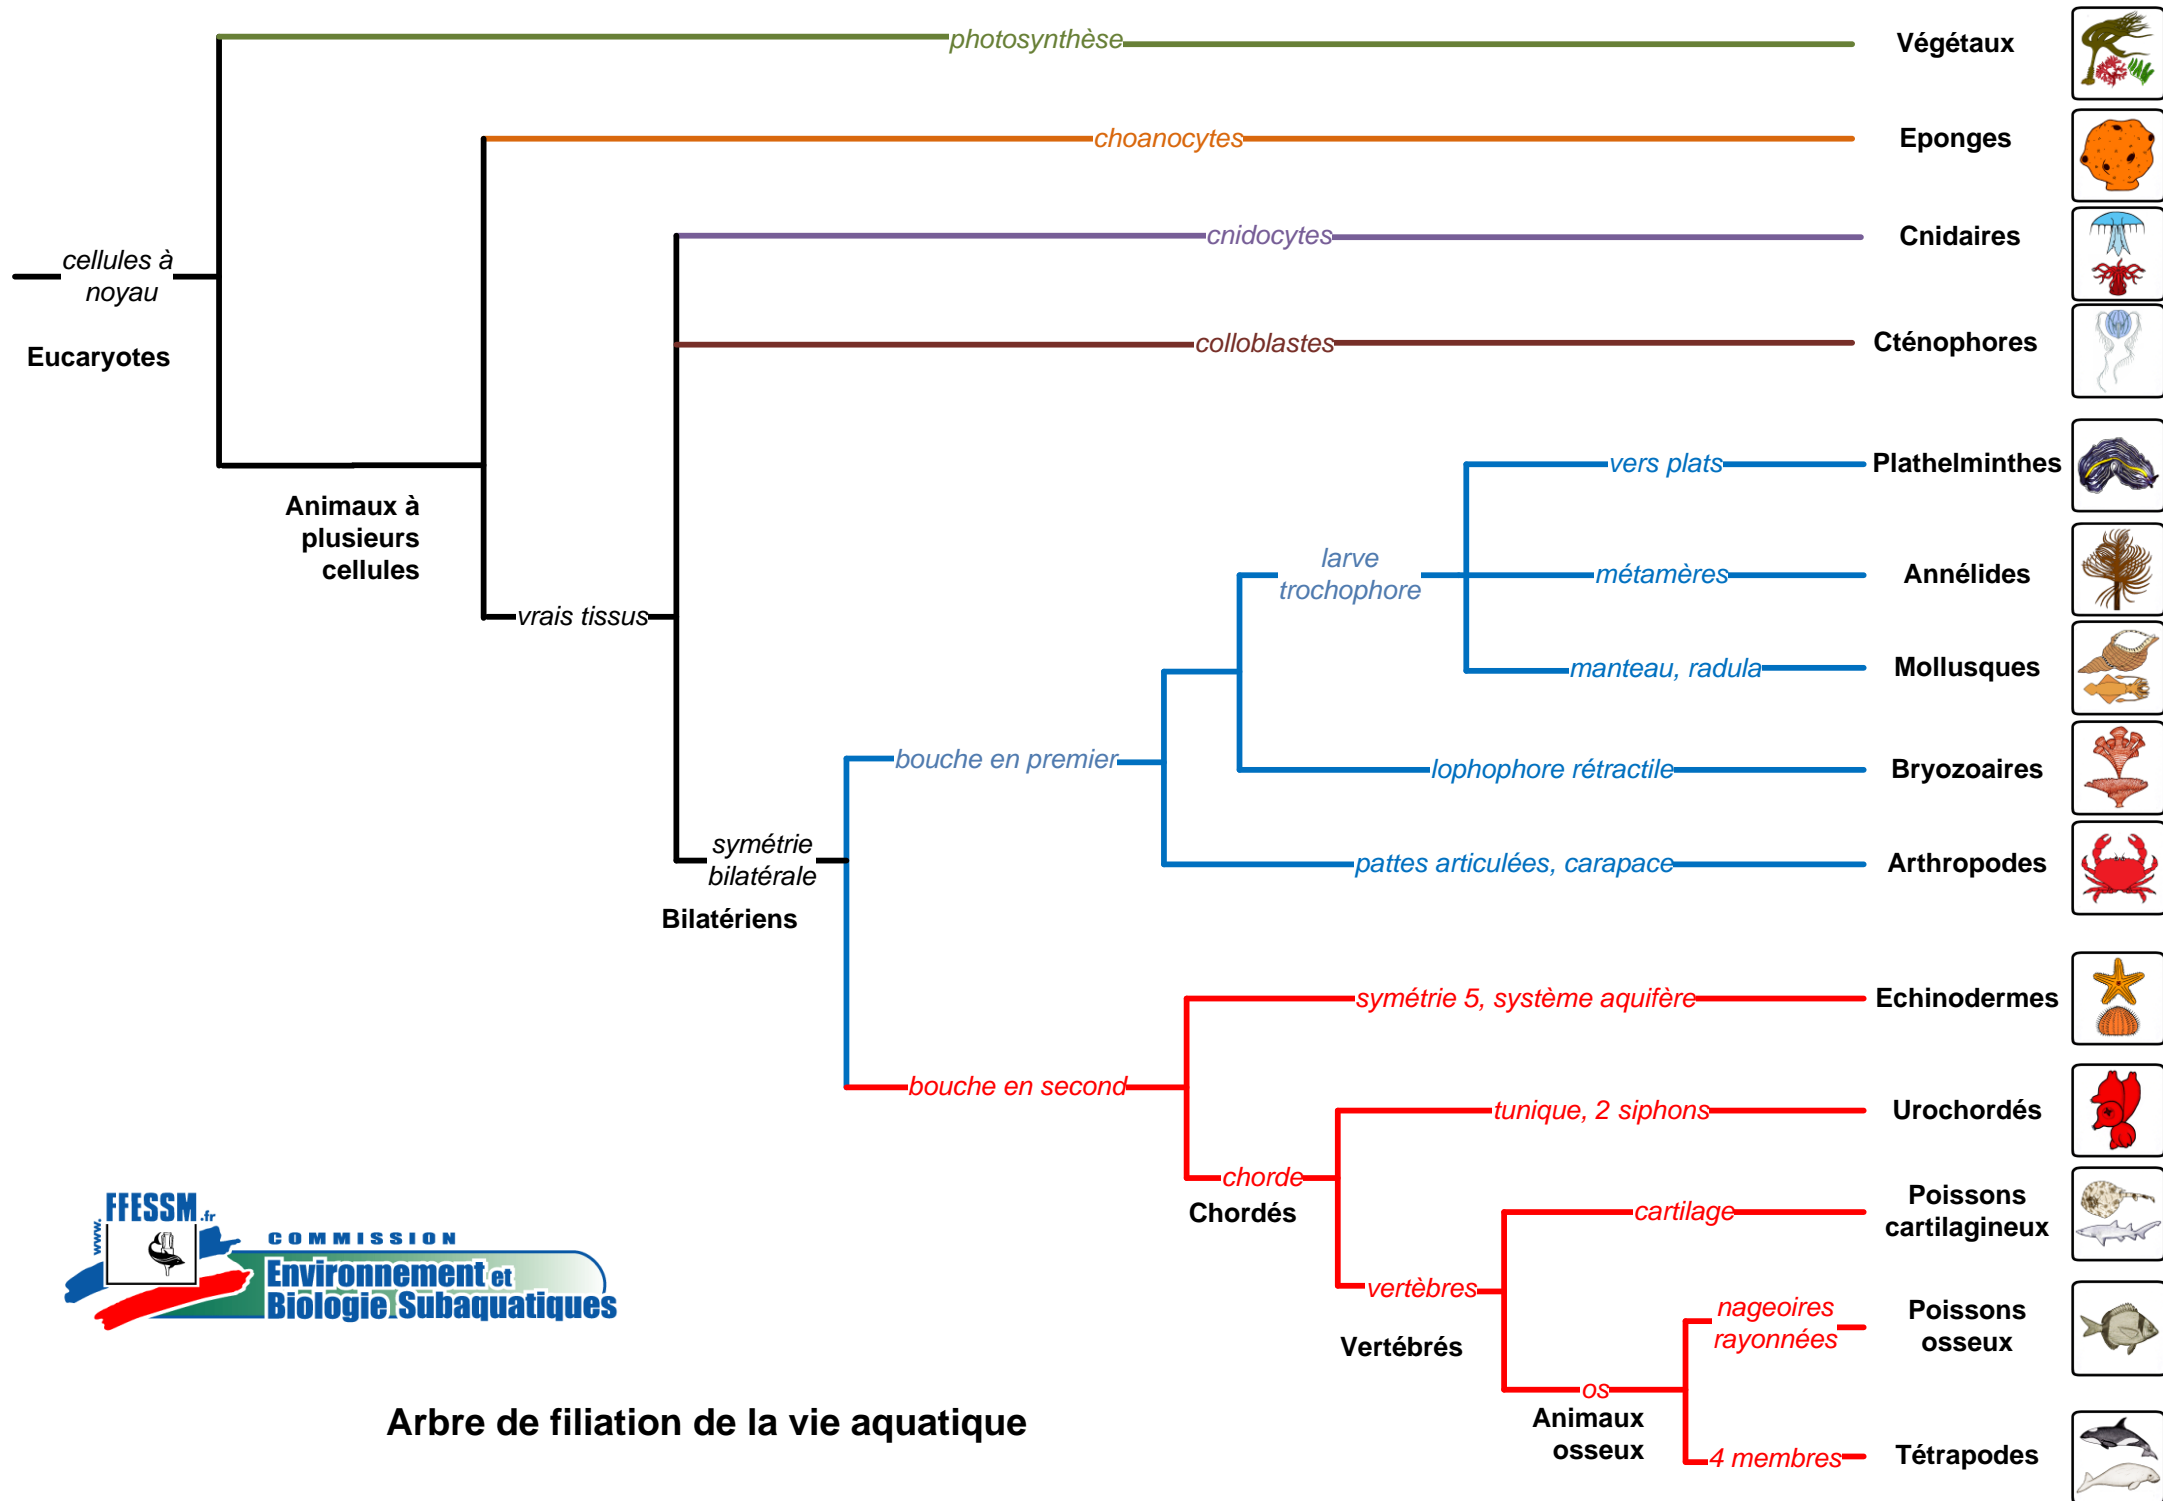 photosynthèse
Végétaux
choanocytes
Eponges
cnidocytes
Cnidaires
cellules à
noyau
Eucaryotes
colloblastes
Cténophores
vers plats
Plathelminthes
Animaux à
plusieurs
cellules
larve
trochophore
métamères
Annélides
vrais tissus
manteau, radula
Mollusques
bouche en premier
lophophore rétractile
Bryozoaires
symétrie
bilatérale
Bilatériens
pattes articulées, carapace
Arthropodes
symétrie 5, système aquifère
Echinodermes
bouche en second
tunique, 2 siphons
Urochordés
chorde
Chordés
cartilage
Poissons
cartilagineux
vertèbres
Vertébrés
nageoires
rayonnées
Poissons
osseux
os
Animaux
osseux
4 membres
Tétrapodes
www.FFESSM.fr
COMMISSION
Environnement et
Biologie Subaquatiques
Arbre de filiation de la vie aquatique